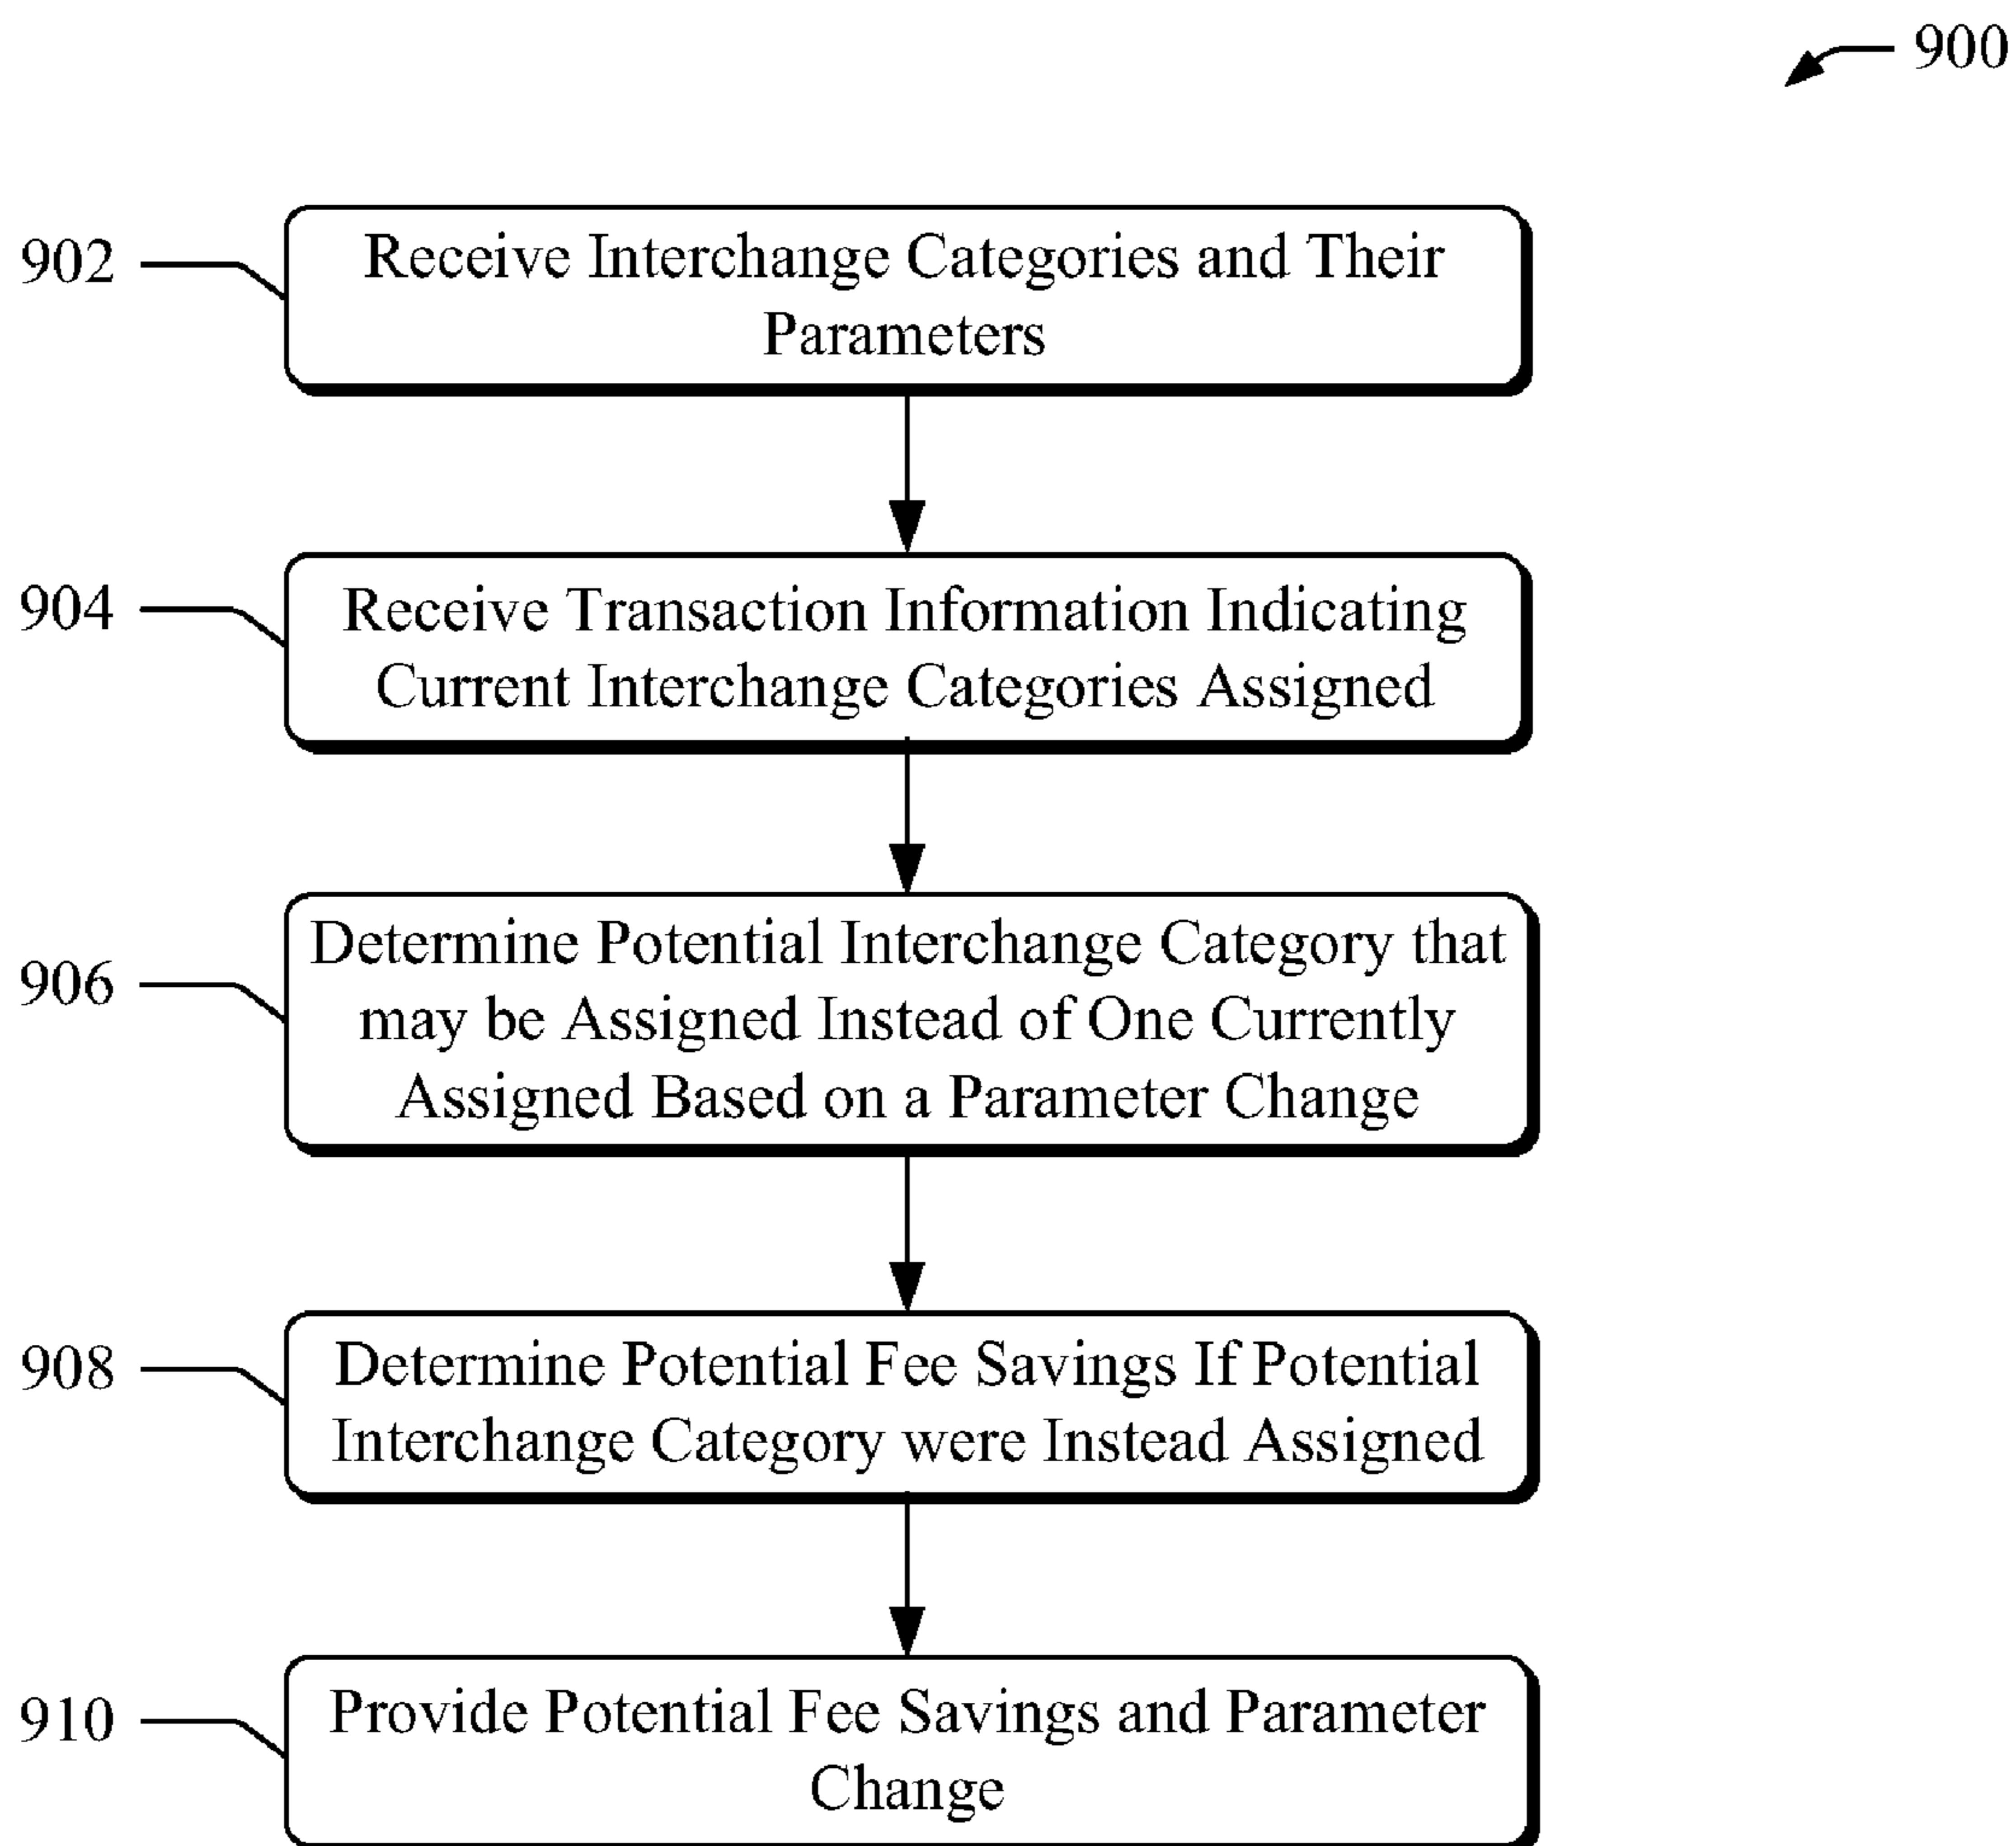 900
902
Receive Interchange Categories and Their
Parameters
904
Receive Transaction Information Indicating
Current Interchange Categories Assigned
906
Determine Potential Interchange Category that
may be Assigned Instead of One Currently
Assigned Based on a Parameter Change
908
Determine Potential Fee Savings If Potential
Interchange Category were Instead Assigned
910
Provide Potential Fee Savings and Parameter
Change